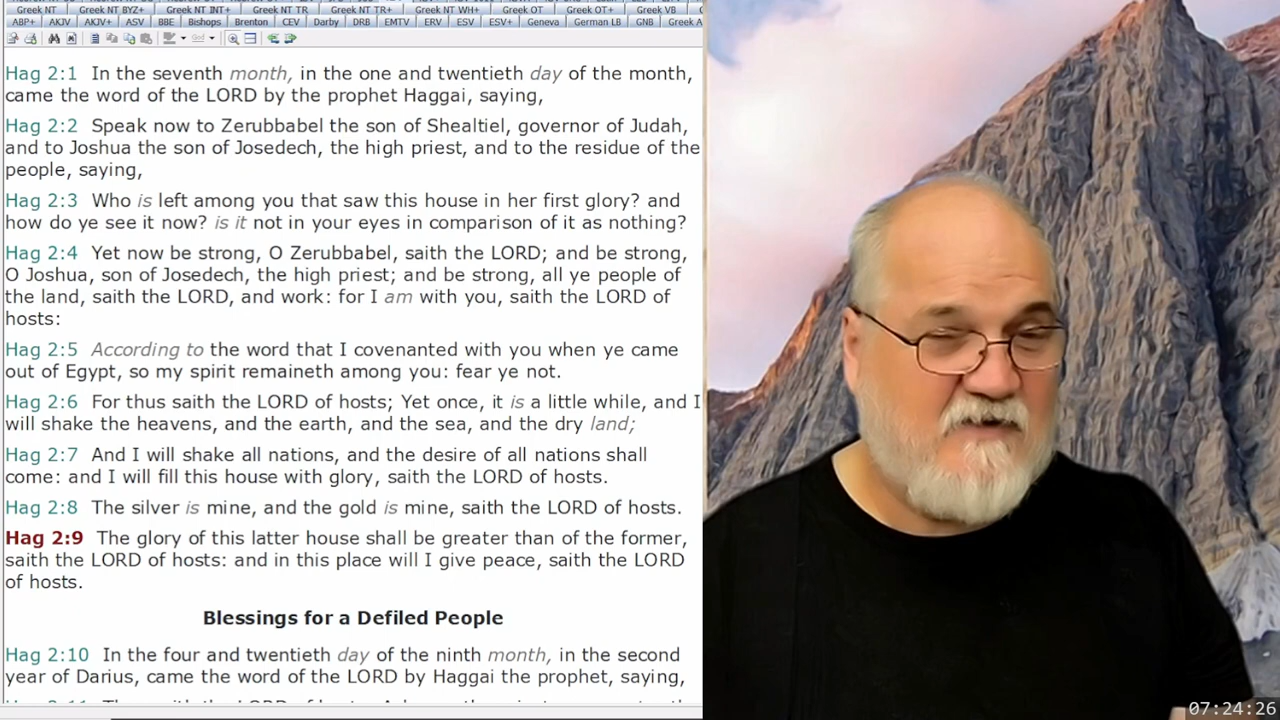 Greek NT Greek NT BYZ+ Greek NT INT+ Greek NT TR Greek NT TR+ Greek NT WH+ Greek OT Greek OT+ Greek VB
ABP+ AKJV AKJV+ ASV BBE Bishops Brenton CEV Darby DRB EMTV ERV ESV ESV+ Geneva German LB GNB Greek A
Hag 2:1 In the seventh month, in the one and twentieth day of the month,
came the word of the LORD by the prophet Haggai, saying,
Hag 2:2 Speak now to Zerubbabel the son of Shealtiel, governor of Judah,
and to Joshua the son of Josedech, the high priest, and to the residue of the
people, saying,
Hag 2:3 Who is left among you that saw this house in her first glory? and
how do ye see it now? is it not in your eyes in comparison of it as nothing?
Hag 2:4 Yet now be strong, O Zerubbabel, saith the LORD; and be strong,
O Joshua, son of Josedech, the high priest; and be strong, all ye people of
the land, saith the LORD, and work: for I am with you, saith the LORD of
hosts:
Hag 2:5 According to the word that I covenanted with you when ye came
out of Egypt, so my spirit remaineth among you: fear ye not.
Hag 2:6 For thus saith the LORD of hosts; Yet once, it is a little while, and I
will shake the heavens, and the earth, and the sea, and the dry land;
Hag 2:7 And I will shake all nations, and the desire of all nations shall
come: and I will fill this house with glory, saith the LORD of hosts.
Hag 2:8 The silver is mine, and the gold is mine, saith the LORD of hosts.
Hag 2:9 The glory of this latter house shall be greater than of the former,
saith the LORD of hosts: and in this place will I give peace, saith the LORD
of hosts.
Blessings for a Defiled People
Hag 2:10 In the four and twentieth day of the ninth month, in the second
year of Darius, came the word of the LORD by Haggai the prophet, saying,
07:24:26